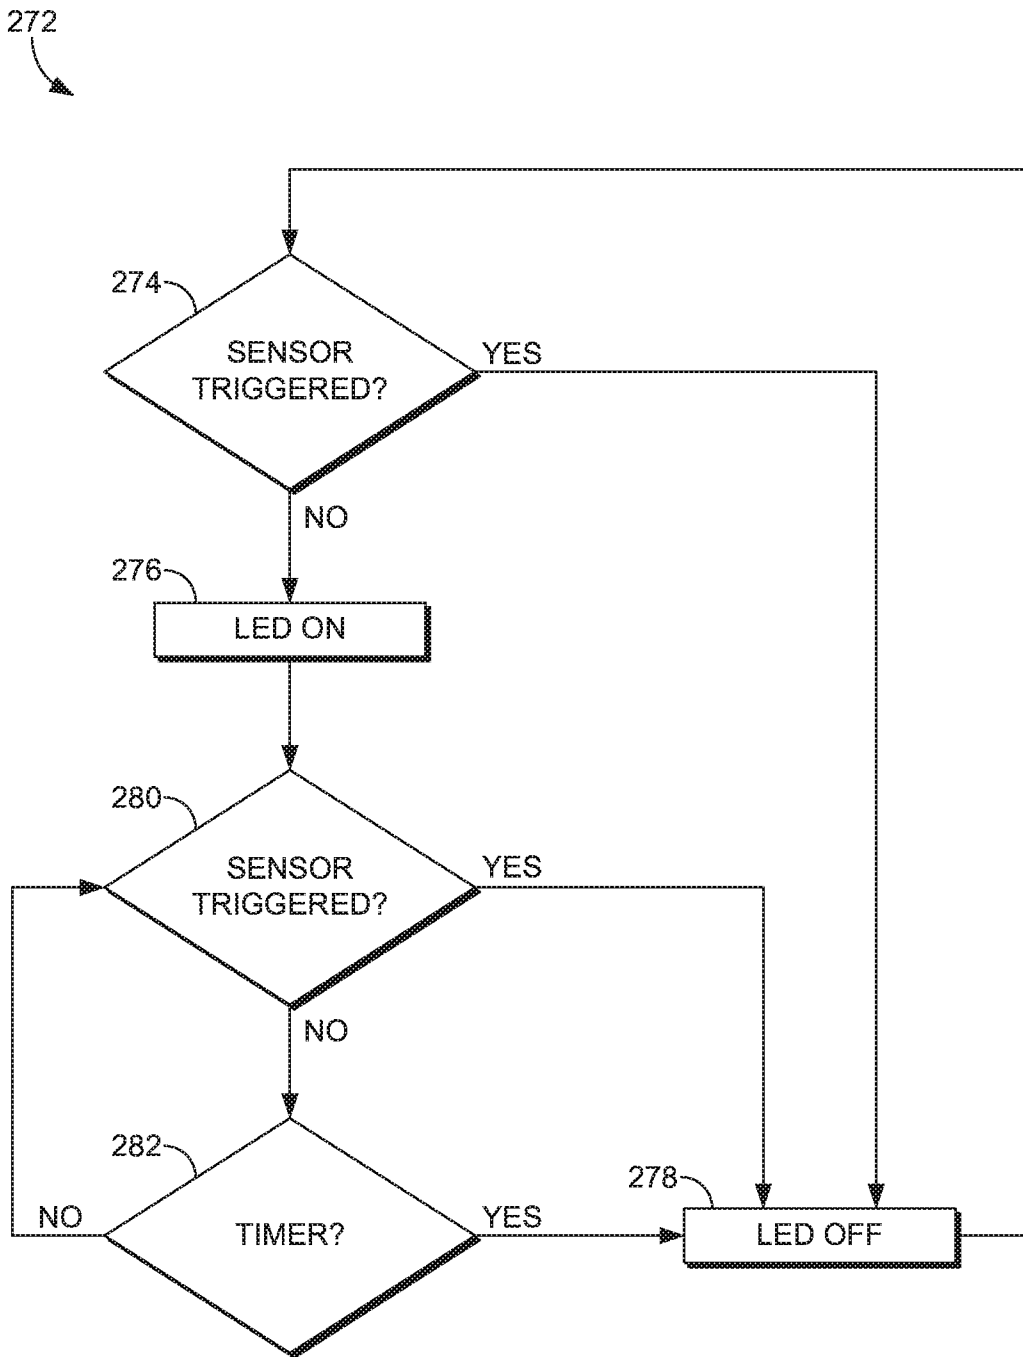 272
274
SENSOR
TRIGGERED?
YES
NO
276
LED ON
280
SENSOR
TRIGGERED?
YES
NO
282
TIMER?
NO
YES
278
LED OFF